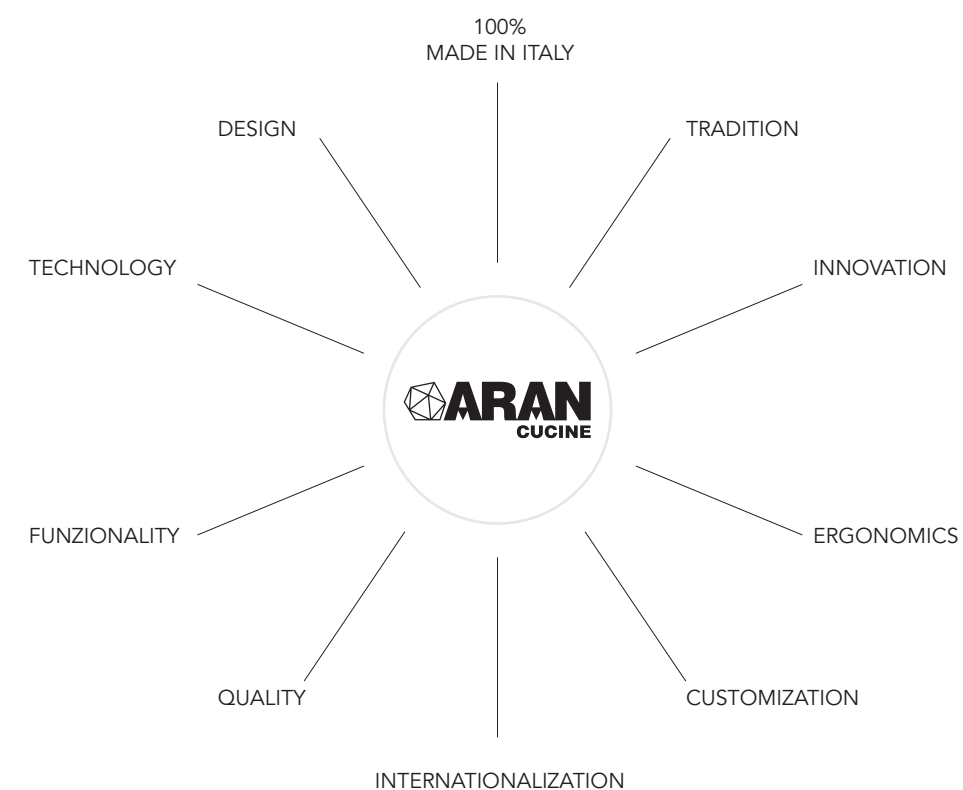 100%
MADE IN ITALY
DESIGN
TRADITION
TECHNOLOGY
INNOVATION
ARAN
CUCINE
FUNZIONALITY
ERGONOMICS
QUALITY
CUSTOMIZATION
INTERNATIONALIZATION